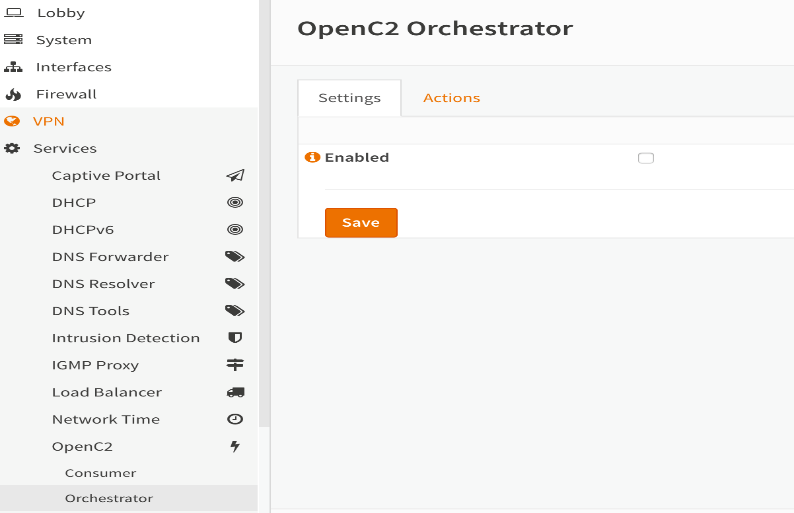 Lobby
System
Interfaces
Firewall
VPN
Services
Captive Portal
DHCP
DHCPv6
DNS Forwarder
DNS Resolver
DNS Tools
Intrusion Detection
IGMP Proxy
Load Balancer
Network Time
OpenC2
Consumer
Orchestrator
OpenC2 Orchestrator
Settings Actions
Enabled
Save